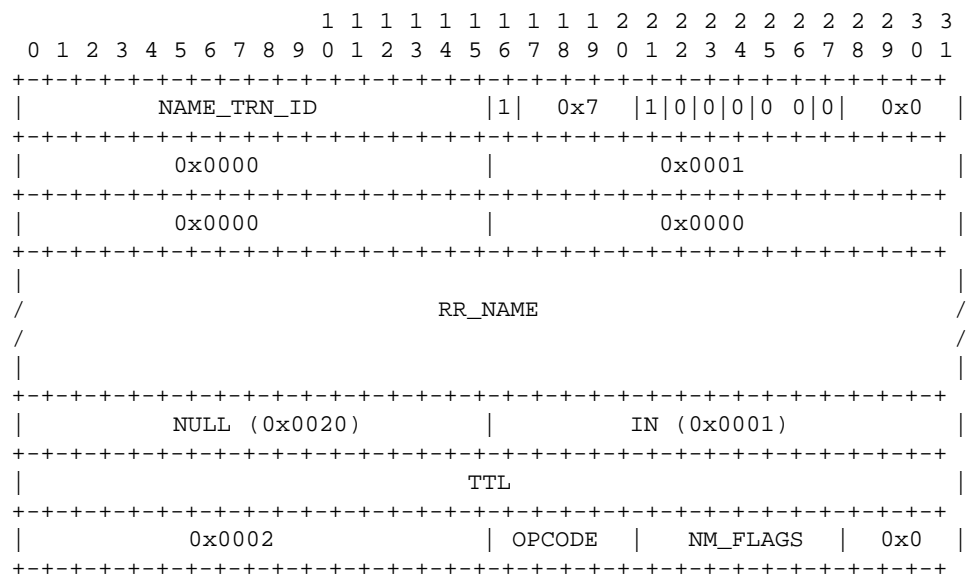 1 1 1 1 1 1 1 1 1 1 2 2 2 2 2 2 2 2 2 2 3 3
 0 1 2 3 4 5 6 7 8 9 0 1 2 3 4 5 6 7 8 9 0 1 2 3 4 5 6 7 8 9 0 1
+-+-+-+-+-+-+-+-+-+-+-+-+-+-+-+-+-+-+-+-+-+-+-+-+-+-+-+-+-+-+-+-+
|         NAME_TRN_ID           |1|  0x7  |1|0|0|0|0 0|0|  0x0  |
+-+-+-+-+-+-+-+-+-+-+-+-+-+-+-+-+-+-+-+-+-+-+-+-+-+-+-+-+-+-+-+-+
|          0x0000               |           0x0001              |
+-+-+-+-+-+-+-+-+-+-+-+-+-+-+-+-+-+-+-+-+-+-+-+-+-+-+-+-+-+-+-+-+
|          0x0000               |           0x0000              |
+-+-+-+-+-+-+-+-+-+-+-+-+-+-+-+-+-+-+-+-+-+-+-+-+-+-+-+-+-+-+-+-+
|                                                               |
/                            RR_NAME                            /
/                                                               /
|                                                               |
+-+-+-+-+-+-+-+-+-+-+-+-+-+-+-+-+-+-+-+-+-+-+-+-+-+-+-+-+-+-+-+-+
|          NULL (0x0020)        |         IN (0x0001)           |
+-+-+-+-+-+-+-+-+-+-+-+-+-+-+-+-+-+-+-+-+-+-+-+-+-+-+-+-+-+-+-+-+
|                              TTL                              |
+-+-+-+-+-+-+-+-+-+-+-+-+-+-+-+-+-+-+-+-+-+-+-+-+-+-+-+-+-+-+-+-+
|           0x0002              | OPCODE  |   NM_FLAGS  |  0x0  |
+-+-+-+-+-+-+-+-+-+-+-+-+-+-+-+-+-+-+-+-+-+-+-+-+-+-+-+-+-+-+-+-+